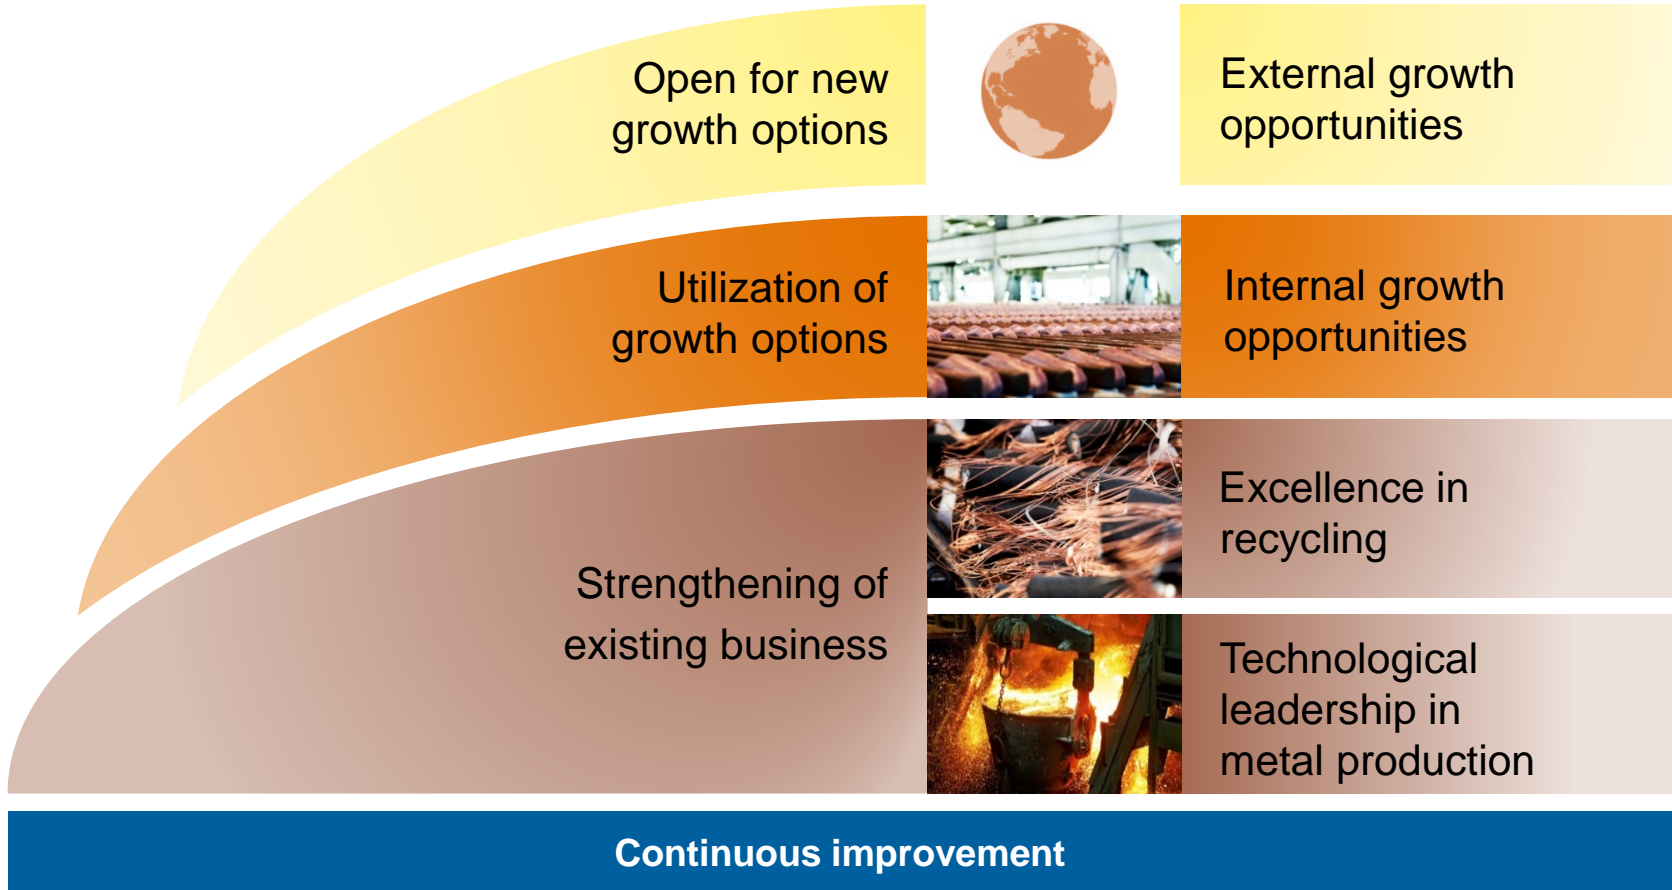 Open for new
growth options
External growth
opportunities
Utilization of
growth options
Internal growth
opportunities
Strengthening of
existing business
Excellence in
recycling
Technological
leadership in
metal production
Continuous improvement